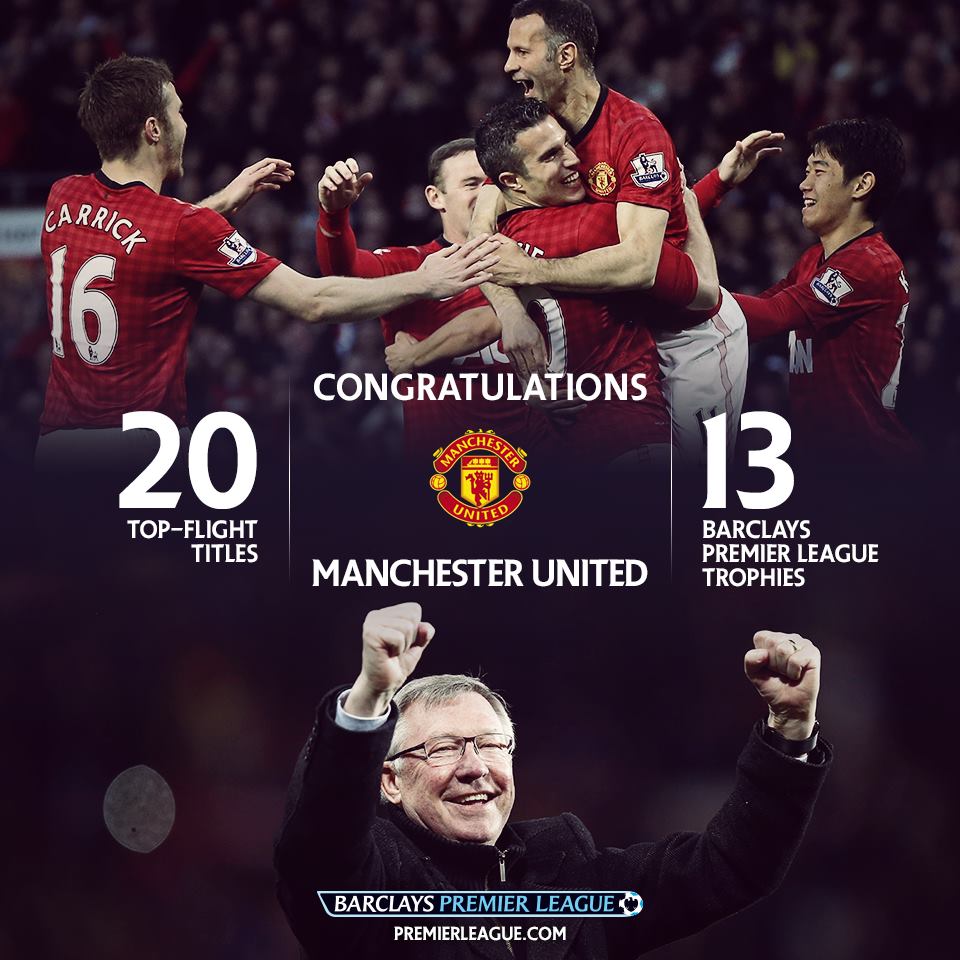 CARRICK
16
CONGRATULATIONS
20
TOP-FLIGHT
TITLES
MANCHESTER
UNITED
MANCHESTER UNITED
13
BARCLAYS
PREMIER LEAGUE
TROPHIES
BARCLAYS PREMIER LEAGUE
PREMIERLEAGUE.COM